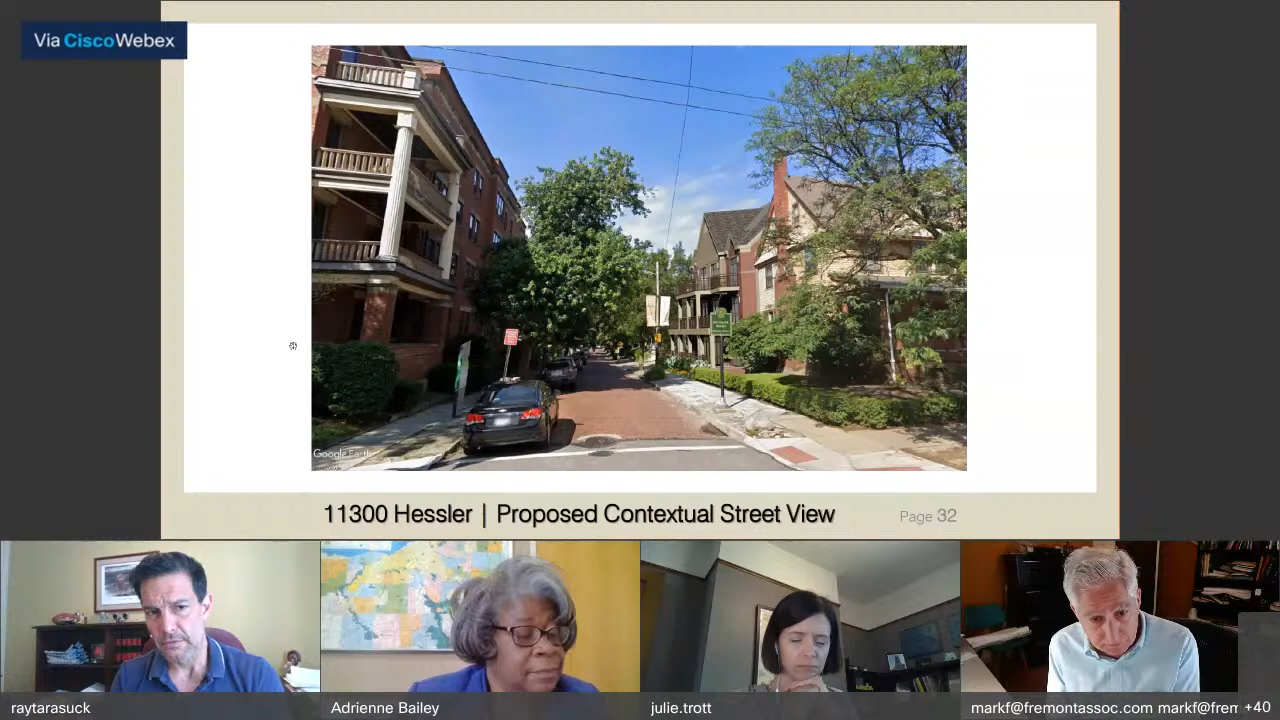 Via CiscoWebex
Google Earth
11300 Hessler | Proposed Contextual Street View
Page 32
raytarasuck
Adrienne Bailey
julie.trott
markf@fremontassoc.com markf@frem
+40